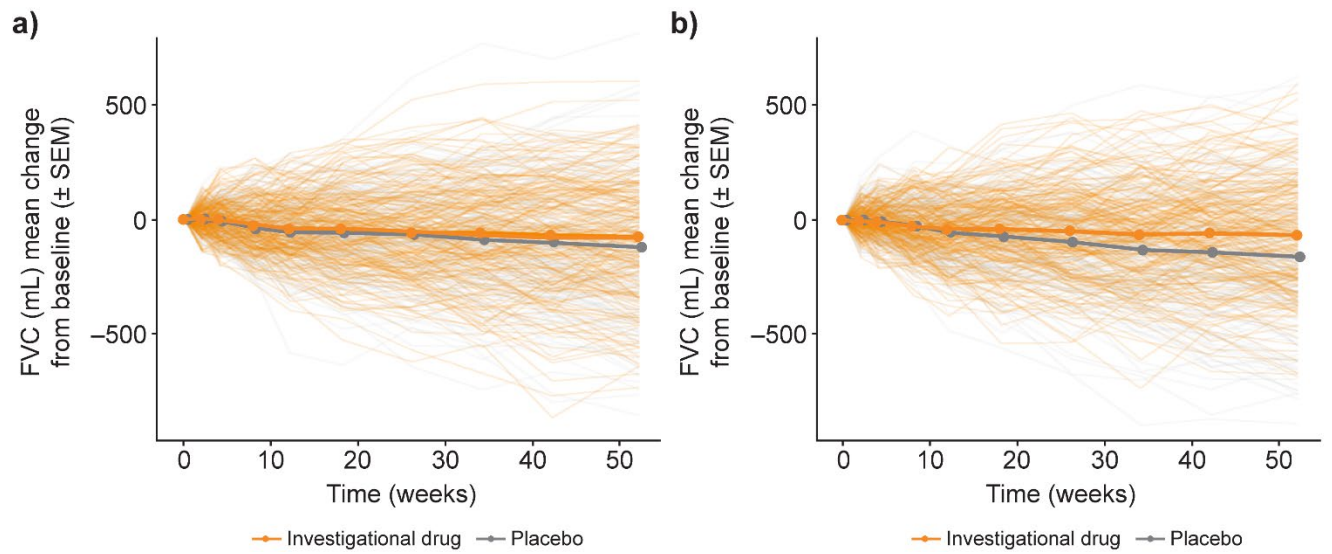 a)
FVC (mL) mean change
from baseline (± SEM)
500
0
–500
0 10 20 30 40 50
Time (weeks)
Investigational drug Placebo
b)
FVC (mL) mean change
from baseline (± SEM)
500
0
–500
0 10 20 30 40 50
Time (weeks)
Investigational drug Placebo